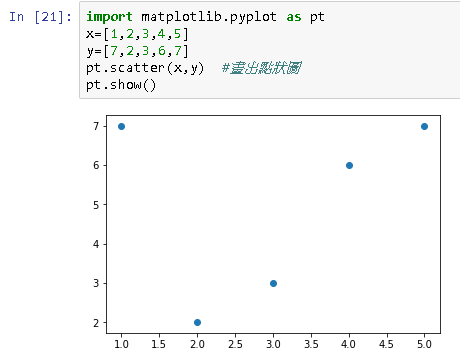 In [21]: import matplotlib.pyplot as pt
x=[1,2,3,4,5]
y=[7,2,3,6,7]
pt.scatter(x,y)  #畫出點狀圖
pt.show()
7
6
5
4
3
2
1.0 1.5 2.0 2.5 3.0 3.5 4.0 4.5 5.0